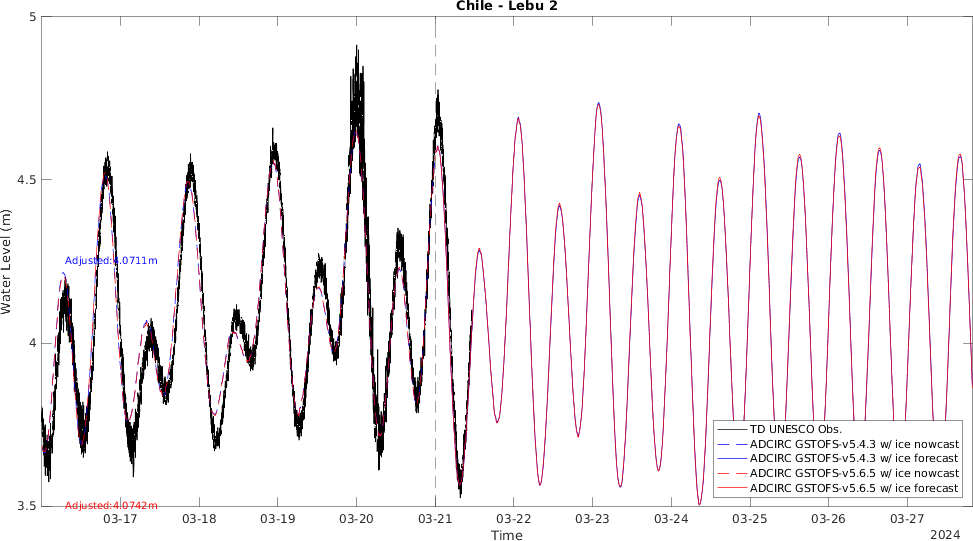 Chile - Lebu 2
Water Level (m)
5
4.5
4
3.5
Adjusted:4.0711m
Adjusted:4.0742m
TD UNESCO Obs.
ADCIRC GSTOFS-v5.4.3 w/ ice nowcast
ADCIRC GSTOFS-v5.4.3 w/ ice forecast
ADCIRC GSTOFS-v5.6.5 w/ ice nowcast
ADCIRC GSTOFS-v5.6.5 w/ ice forecast
03-17 03-18 03-19 03-20 03-21 03-22 03-23 03-24 03-25 03-26 03-27
Time
2024